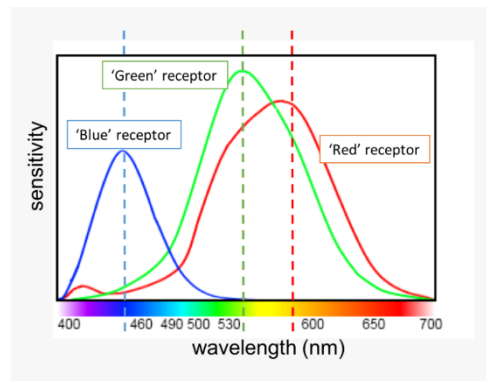 'Green' receptor
'Blue' receptor
'Red' receptor
sensitivity
400 460 490 500 530 600 650 700
wavelength (nm)